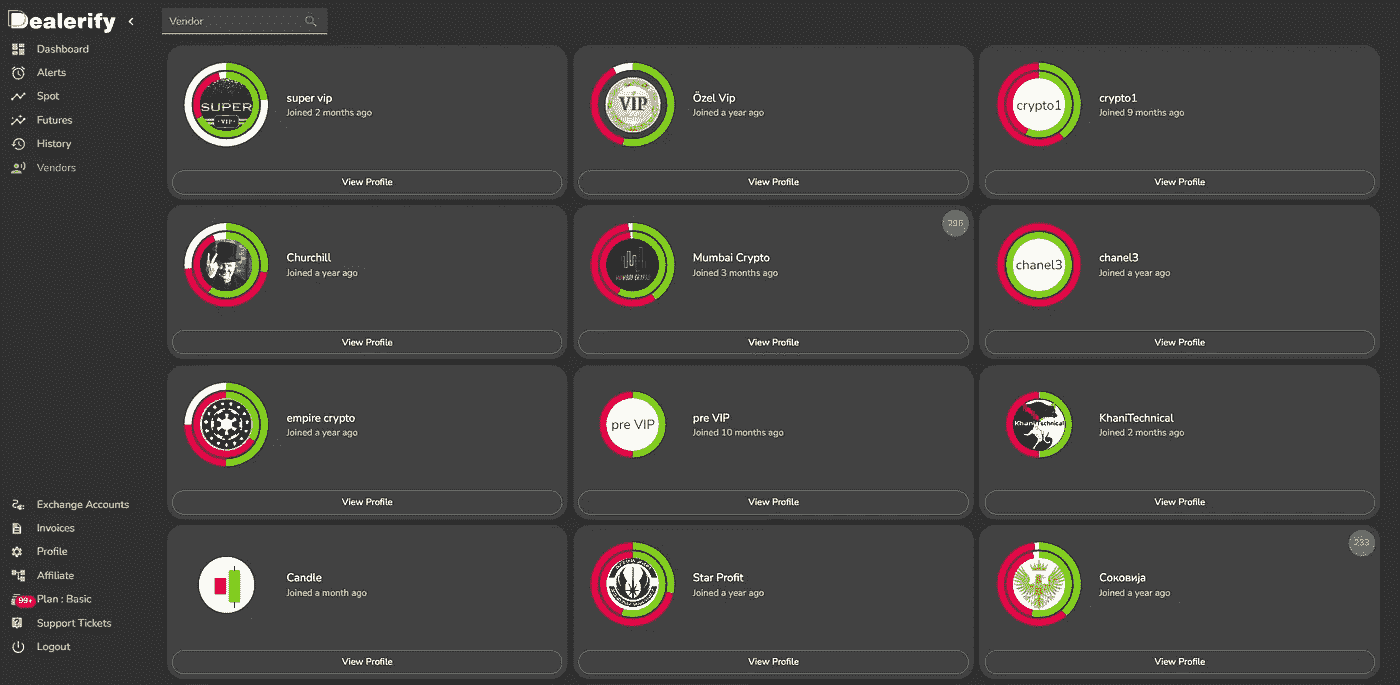 Dealerify
Vendor
Dashboard
Alerts
Spot
Futures
History
Vendors
Exchange Accounts
Invoices
Profile
Affiliate
99+
Plan : Basic
Support Tickets
Logout
SUPER
VIP
super vip
Joined 2 months ago
View Profile
VIP
Özel Vip
Joined a year ago
View Profile
crypto1
crypto1
Joined 9 months ago
View Profile
Churchill
Joined a year ago
View Profile
296
Mumbai Crypto
Joined 3 months ago
View Profile
chanel3
chanel3
Joined a year ago
View Profile
empire crypto
Joined a year ago
View Profile
pre VIP
pre VIP
Joined 10 months ago
View Profile
KhaniTechnical
KhaniTechnical
Joined 2 months ago
View Profile
Candle
Joined a month ago
View Profile
Star Profit
Joined a year ago
View Profile
233
Соковија
Joined a year ago
View Profile